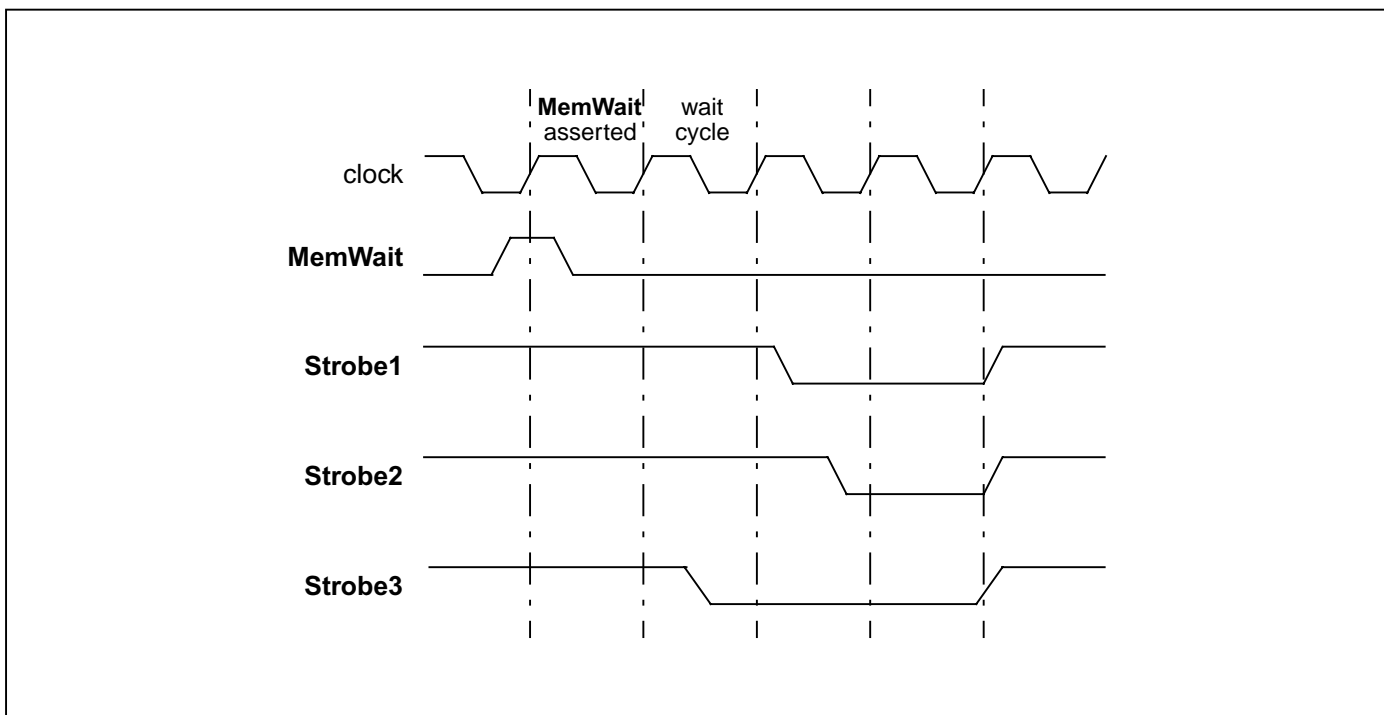 MemWait
asserted
wait
cycle
clock
MemWait
Strobe1
Strobe2
Strobe3